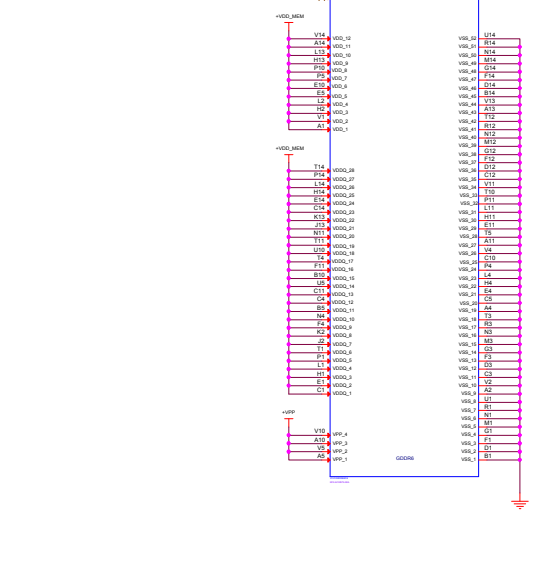 +VDD_MEM
V14 VDD_12
A14 VDD_11
L13 VDD_10
H13 VDD_9
P10 VDD_8
P5 VDD_7
E10 VDD_6
E5 VDD_5
L2 VDD_4
H2 VDD_3
V1 VDD_2
A1 VDD_1
+VDD_MEM
T14 VDDQ_28
P14 VDDQ_27
L14 VDDQ_26
H14 VDDQ_25
E14 VDDQ_24
C14 VDDQ_23
K13 VDDQ_22
J13 VDDQ_21
N11 VDDQ_20
T11 VDDQ_19
U10 VDDQ_18
T4 VDDQ_17
F11 VDDQ_16
B10 VDDQ_15
U5 VDDQ_14
C11 VDDQ_13
C4 VDDQ_12
B5 VDDQ_11
N4 VDDQ_10
F4 VDDQ_9
K2 VDDQ_8
J2 VDDQ_7
T1 VDDQ_6
P1 VDDQ_5
L1 VDDQ_4
H1 VDDQ_3
E1 VDDQ_2
C1 VDDQ_1
+VPP
V10 VPP_4
A10 VPP_3
V5 VPP_2
A5 VPP_1
GDDR6
VSS_52 U14
VSS_51 R14
VSS_50 N14
VSS_49 M14
VSS_48 G14
VSS_47 F14
VSS_46 D14
VSS_45 B14
VSS_44 V13
VSS_43 A13
VSS_42 T12
VSS_41 R12
VSS_40 N12
VSS_39 M12
VSS_38 G12
VSS_37 F12
VSS_36 D12
VSS_35 C12
VSS_34 V11
VSS_33 T10
VSS_32 P11
VSS_31 L11
VSS_30 H11
VSS_29 E11
VSS_28 T5
VSS_27 A11
VSS_26 V4
VSS_25 C10
VSS_24 P4
VSS_23 L4
VSS_22 H4
VSS_21 E4
VSS_20 C5
VSS_19 A4
VSS_18 T3
VSS_17 R3
VSS_16 N3
VSS_15 M3
VSS_14 G3
VSS_13 F3
VSS_12 D3
VSS_11 C3
VSS_10 V2
VSS_9 A2
VSS_8 U1
VSS_7 R1
VSS_6 N1
VSS_5 M1
VSS_4 G1
VSS_3 F1
VSS_2 D1
VSS_1 B1